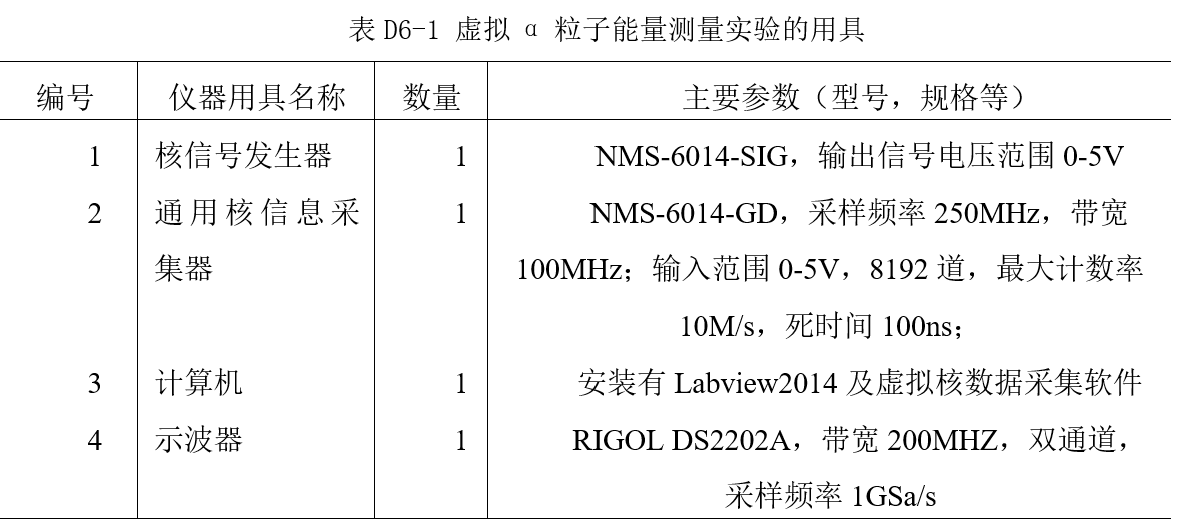 表 D6-1 虚拟 α 粒子能量测量实验的用具
编号 仪器用具名称 数量 主要参数（型号，规格等）
1 核信号发生器 1 NMS-6014-SIG，输出信号电压范围 0-5V
2 通用核信息采 1 NMS-6014-GD，采样频率 250MHz，带宽
集器 100MHz；输入范围 0-5V，8192 道，最大计数率
10M/s，死时间 100ns；
3 计算机 1 安装有 Labview2014 及虚拟核数据采集软件
4 示波器 1 RIGOL DS2202A，带宽 200MHZ，双通道，
采样频率 1GSa/s